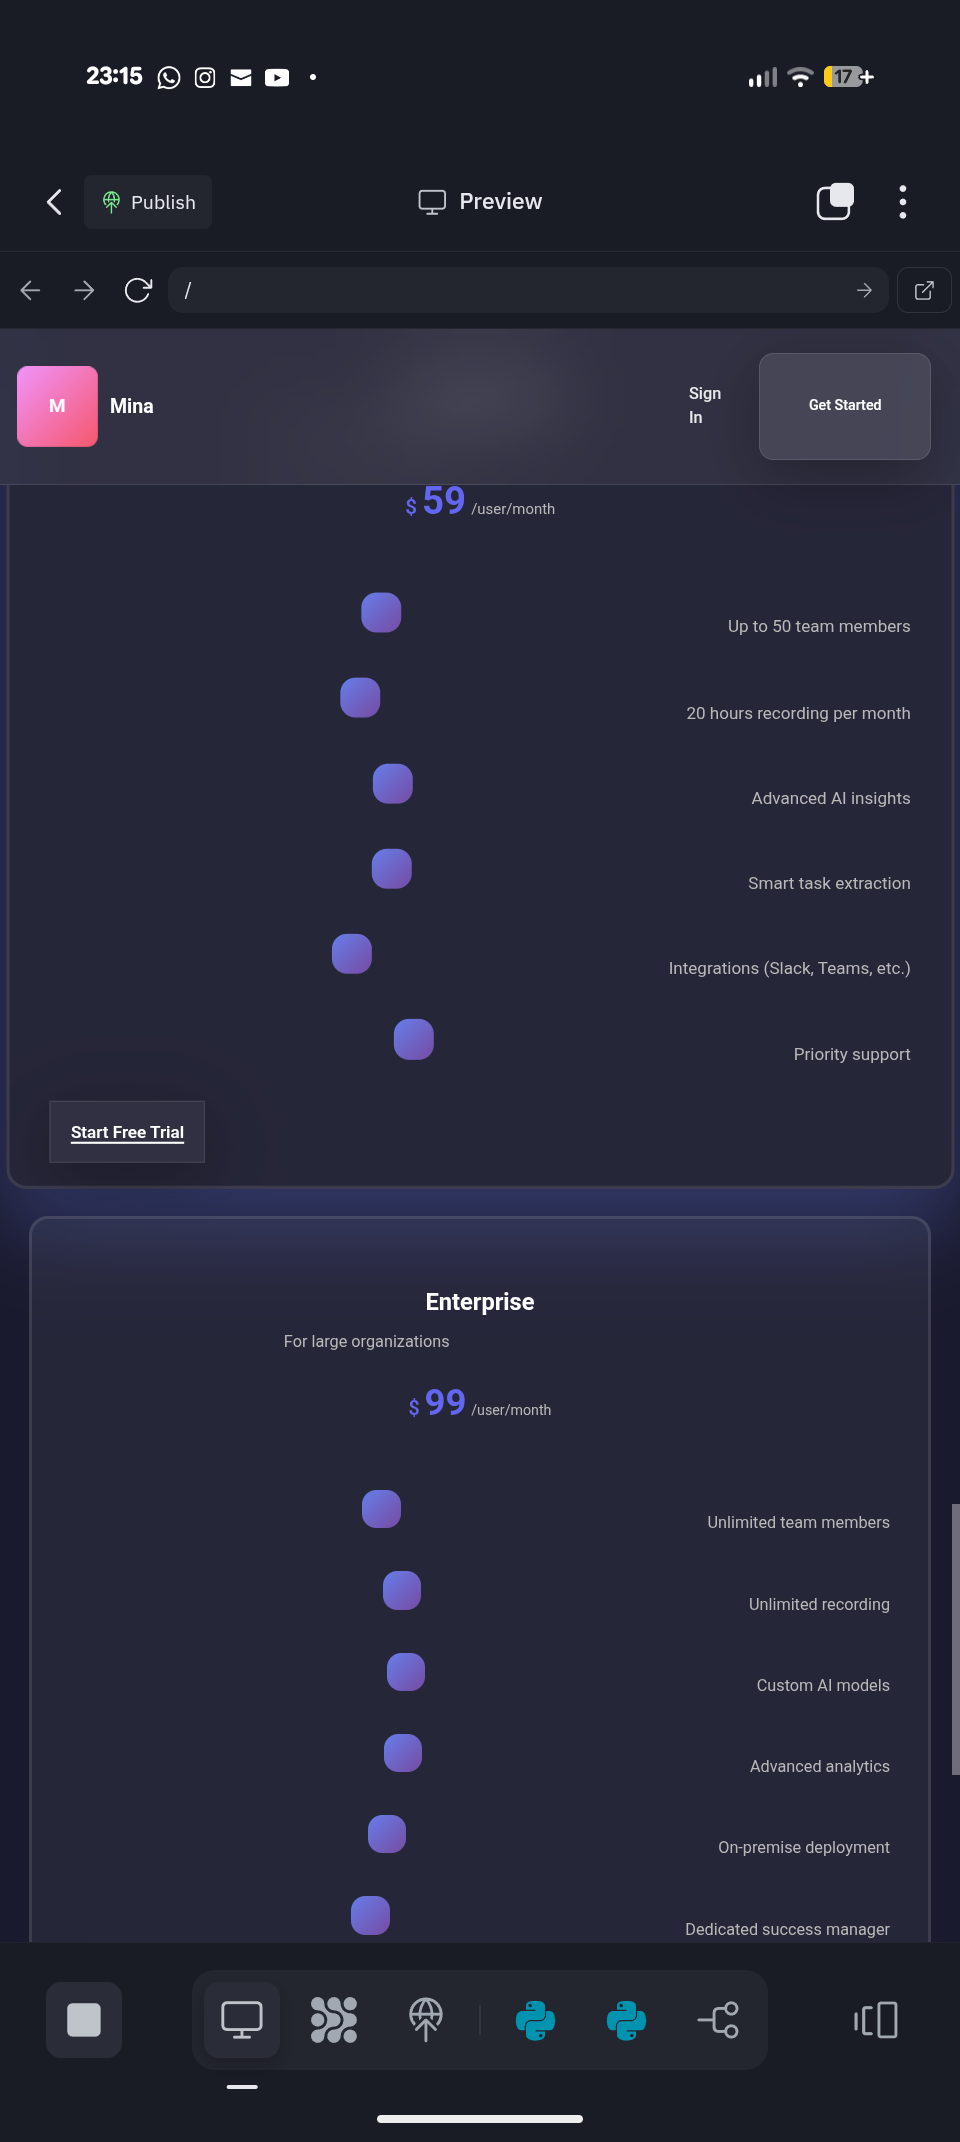 23:15
17+
Publish
Preview
/
M
Mina
Sign
In
Get Started
$ 59 /user/month
Up to 50 team members
20 hours recording per month
Advanced AI insights
Smart task extraction
Integrations (Slack, Teams, etc.)
Priority support
Start Free Trial
Enterprise
For large organizations
$ 99 /user/month
Unlimited team members
Unlimited recording
Custom AI models
Advanced analytics
On-premise deployment
Dedicated success manager